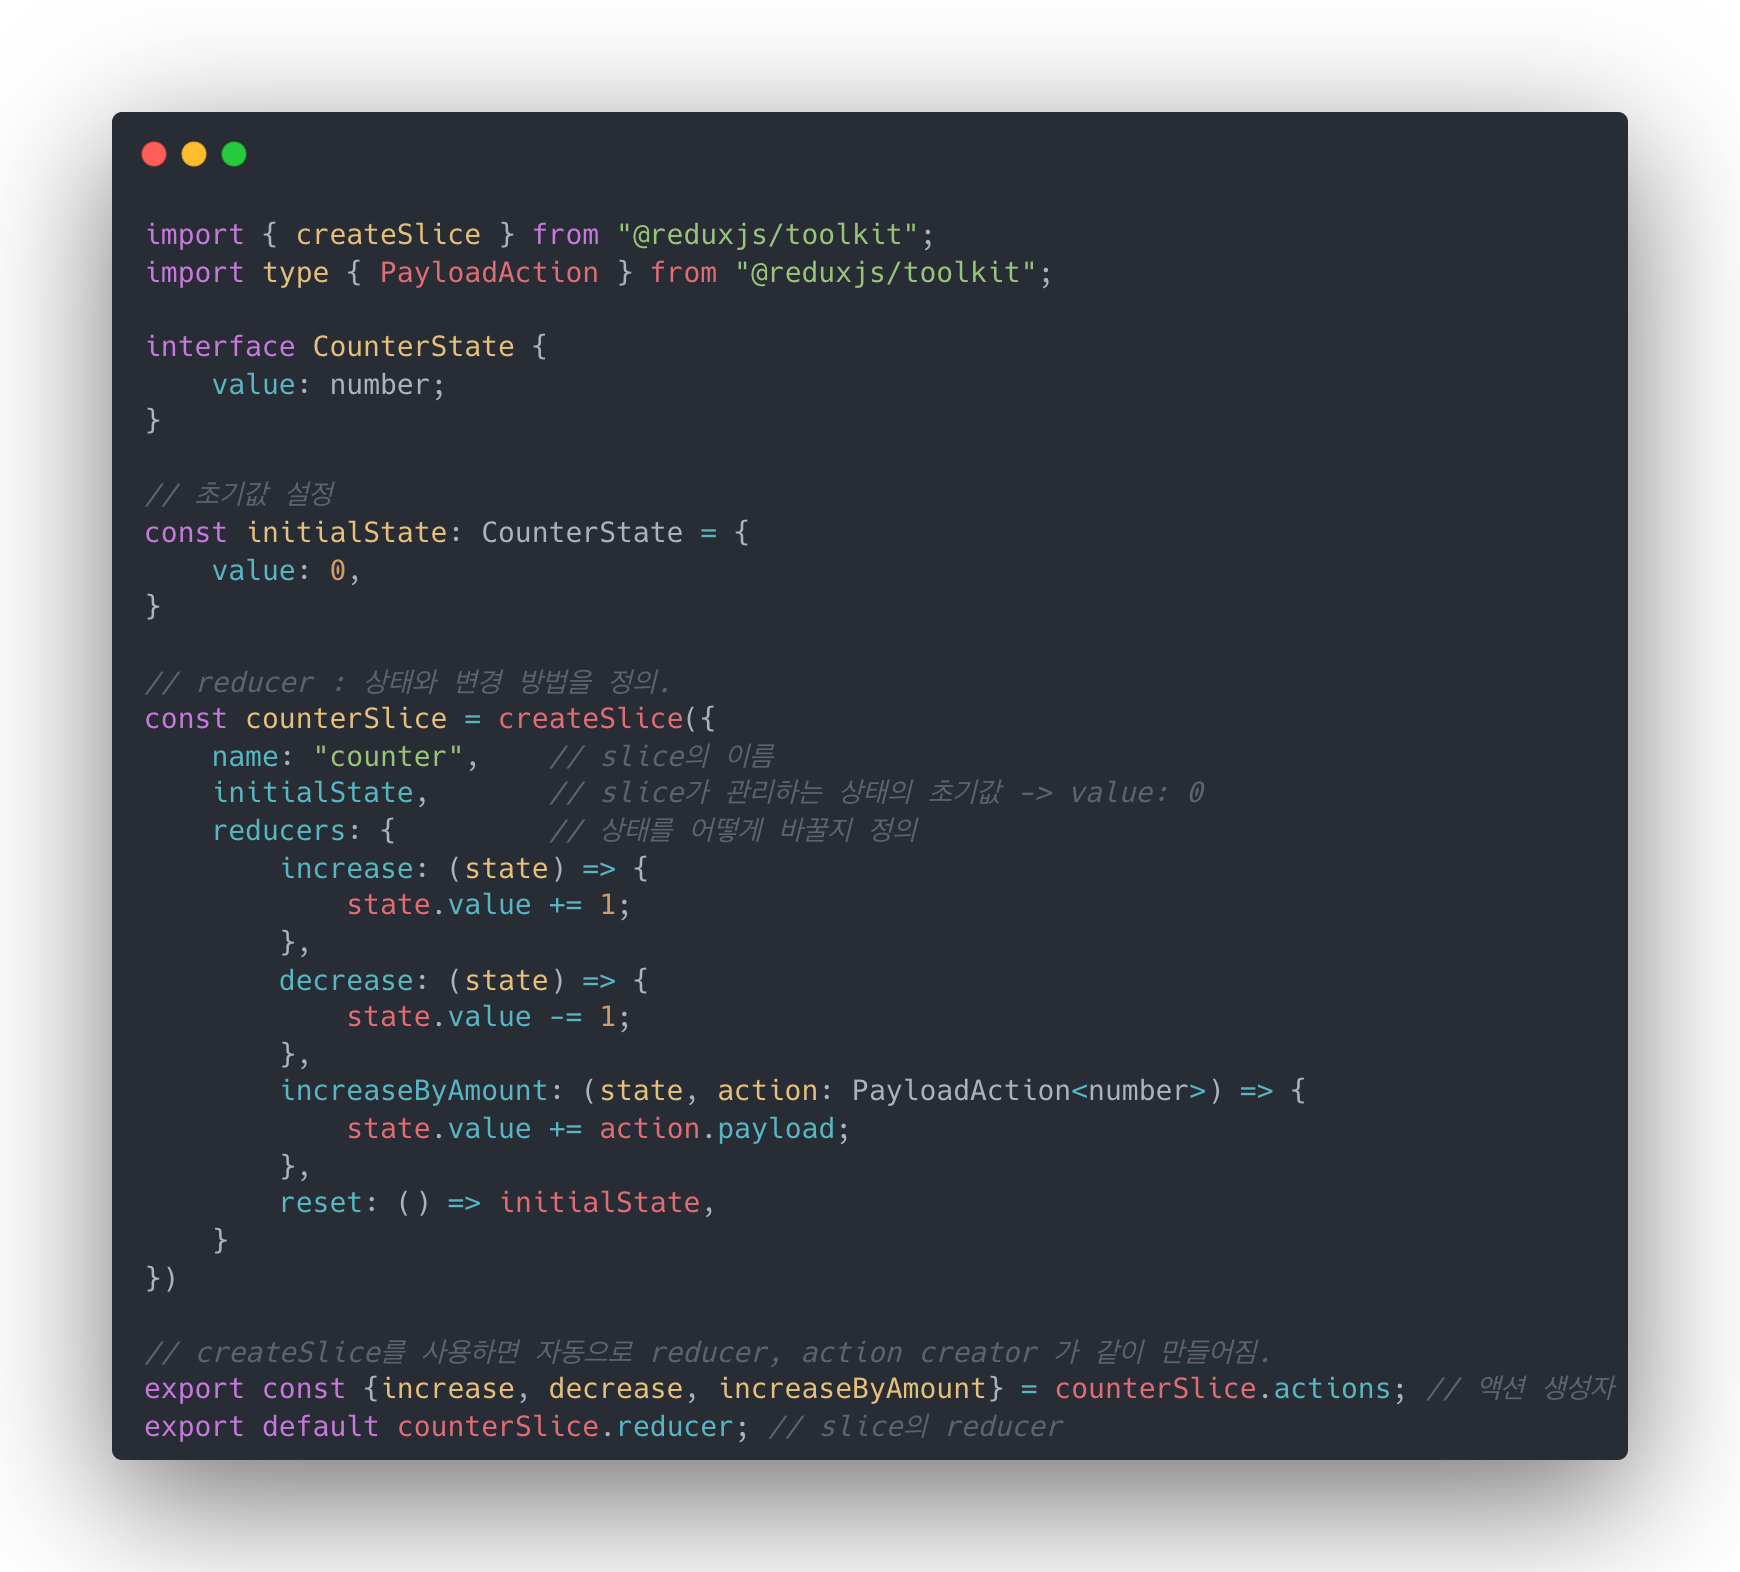 import { createSlice } from "@reduxjs/toolkit";
import type { PayloadAction } from "@reduxjs/toolkit";

interface CounterState {
    value: number;
}

// 초기값 설정
const initialState: CounterState = {
    value: 0,
}

// reducer : 상태와 변경 방법을 정의.
const counterSlice = createSlice({
    name: "counter",    // slice의 이름
    initialState,       // slice가 관리하는 상태의 초기값 -> value: 0
    reducers: {         // 상태를 어떻게 바꿀지 정의
        increase: (state) => {
            state.value += 1;
        },
        decrease: (state) => {
            state.value -= 1;
        },
        increaseByAmount: (state, action: PayloadAction<number>) => {
            state.value += action.payload;
        },
        reset: () => initialState,
    }
})

// createSlice를 사용하면 자동으로 reducer, action creator 가 같이 만들어짐.
export const {increase, decrease, increaseByAmount} = counterSlice.actions; // 액션 생성자
export default counterSlice.reducer; // slice의 reducer